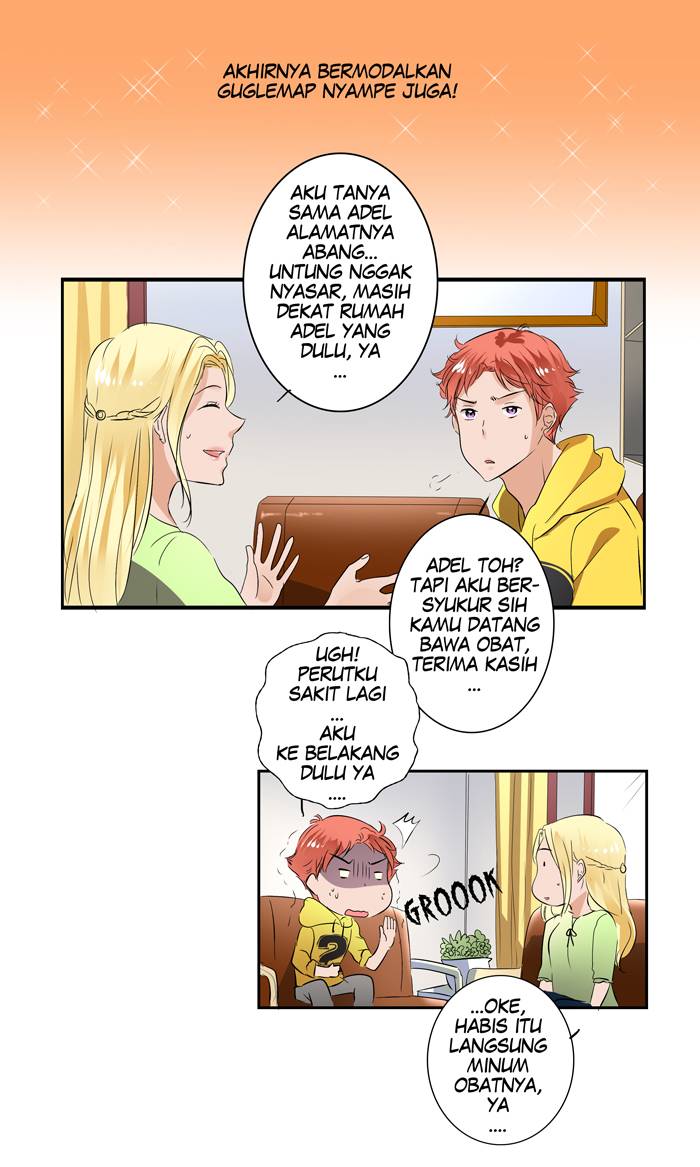 AKHIRNYA BERMODALKAN
GUGLEMAP NYAMPE JUGA!
AKU TANYA
SAMA ADEL
ALAMATNYA
ABANG...
UNTUNG NGGAK
NYASAR, MASIH
DEKAT RUMAH
ADEL YANG
DULU, YA
...
ADEL TOH?
TAPI AKU BER-
SYUKUR SIH
KAMU DATANG
BAWA OBAT,
TERIMA KASIH
...
UGH!
PERUTKU
SAKIT LAGI
...
AKU
KE BELAKANG
DULU YA
....
GROOOK
2
...OKE,
HABIS ITU
LANGSUNG
MINUM
OBATNYA,
YA
....